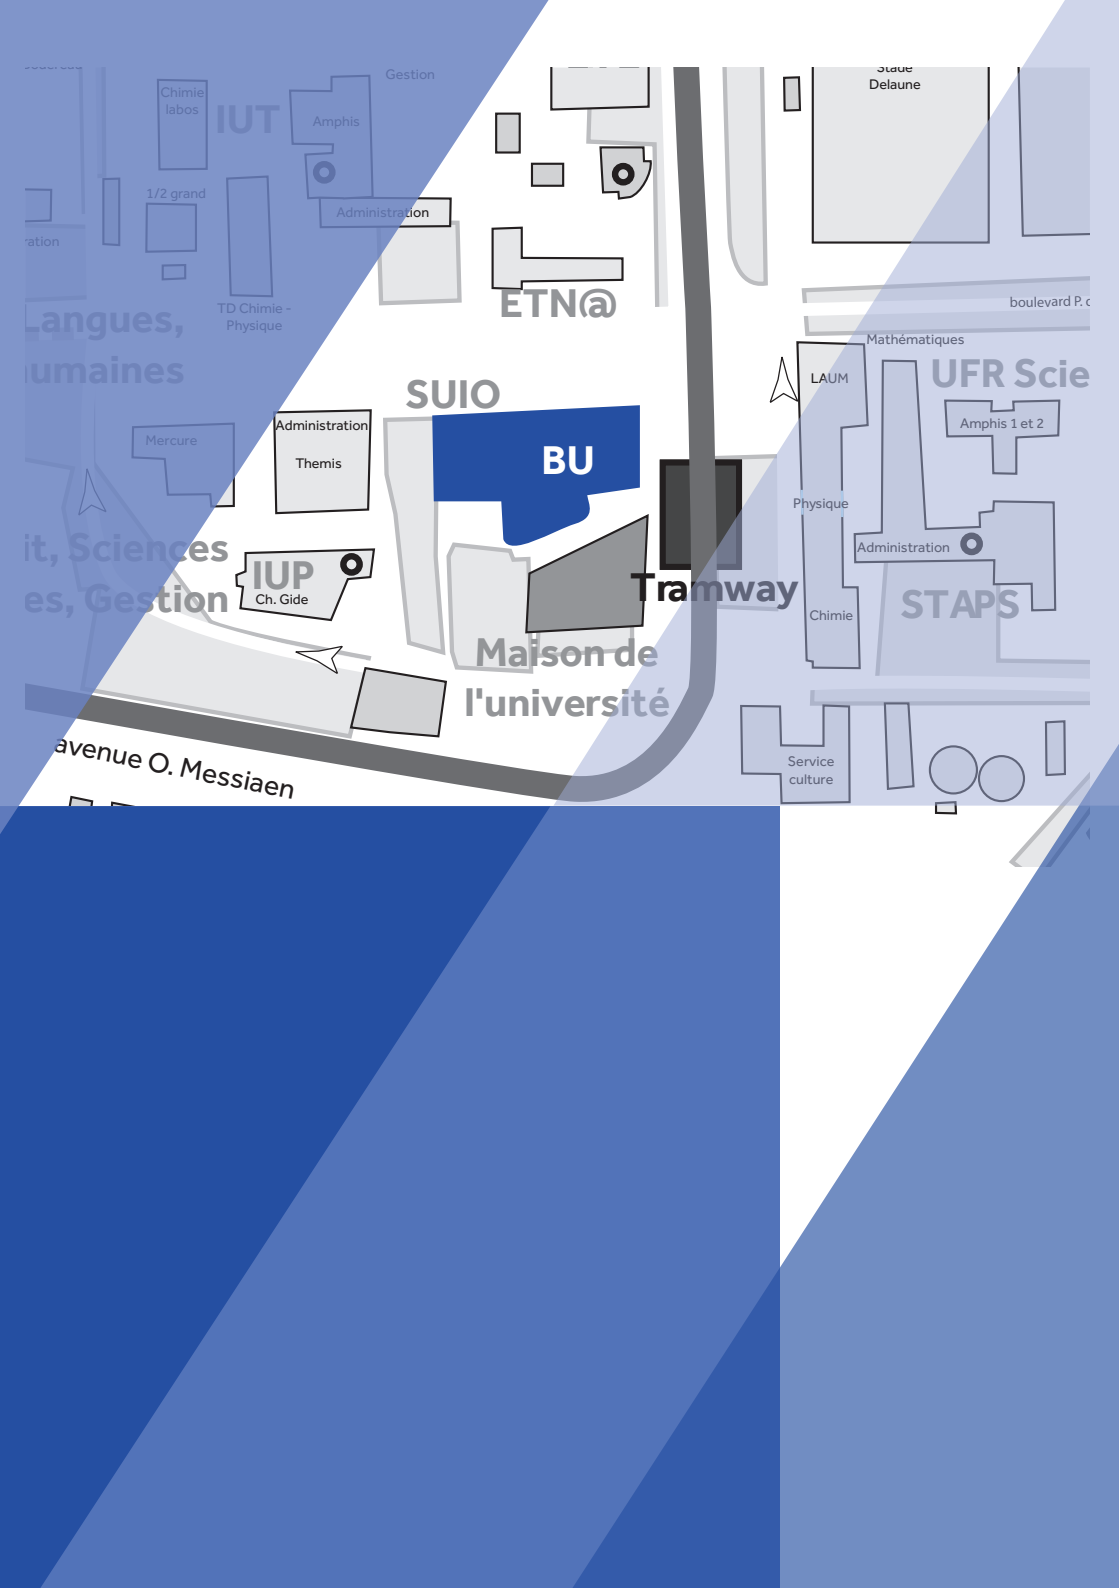 Gestion
Stade
Delaune
Chimie
labos
IUT
Amphis
1/2 grand
Administration
ration
TD Chimie -
Physique
ETN@
boulevard P. d
Langues,
umaines
Mathématiques
LAUM
UFR Scie
SUIO
Amphis 1 et 2
Administration
Themis
Mercure
BU
Physique
it, Sciences
es, Gestion
IUP
Ch. Gide
Administration
Tramway
STAPS
Chimie
Maison de
l'université
avenue O. Messiaen
Service
culture